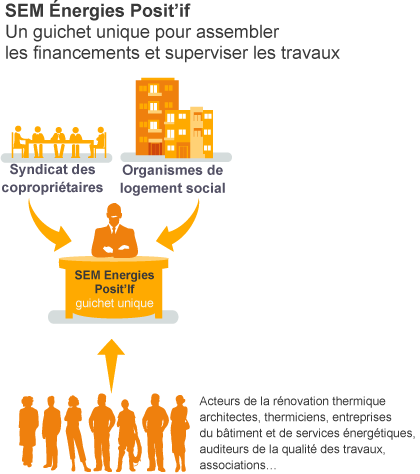 SEM Énergies Posit’if
Un guichet unique pour assembler
les financements et superviser les travaux
Syndicat des
copropriétaires
Organismes de
logement social
SEM Energies
Posit’If
guichet unique
Acteurs de la rénovation thermique
architectes, thermiciens, entreprises
du bâtiment et de services énergétiques,
auditeurs de la qualité des travaux,
associations…